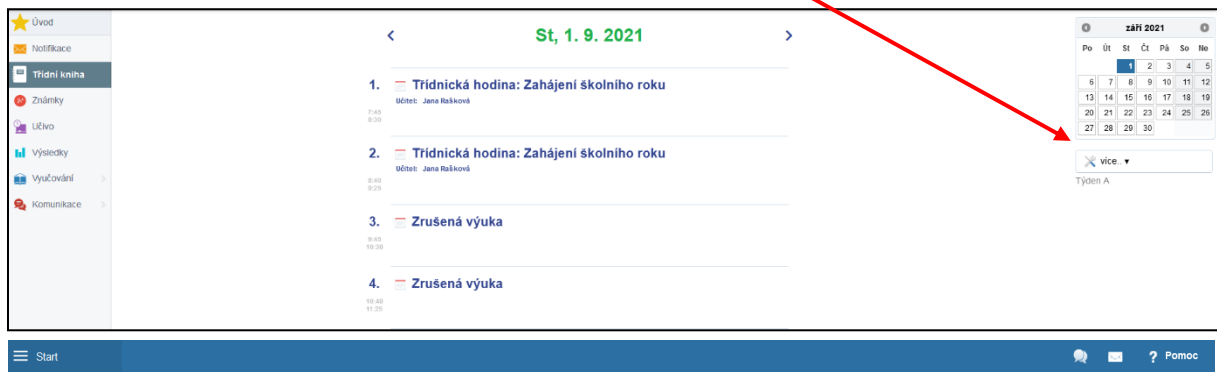 Úvod
Notifikace
Třídní kniha
Známky
Učivo
Výsledky
Vyučování
Komunikace
St, 1. 9. 2021
1. Třídnická hodina: Zahájení školního roku
Učitel: Jana Rašková
7:45
8:30
2. Třídnická hodina: Zahájení školního roku
Učitel: Jana Rašková
8:40
9:25
3. Zrušená výuka
9:45
10:30
4. Zrušená výuka
10:40
11:25
září 2021
Po Út St Čt Pá So Ne
1 2 3 4 5
6 7 8 9 10 11 12
13 14 15 16 17 18 19
20 21 22 23 24 25 26
27 28 29 30
více.. ▾
Týden A
Start
? Pomoc